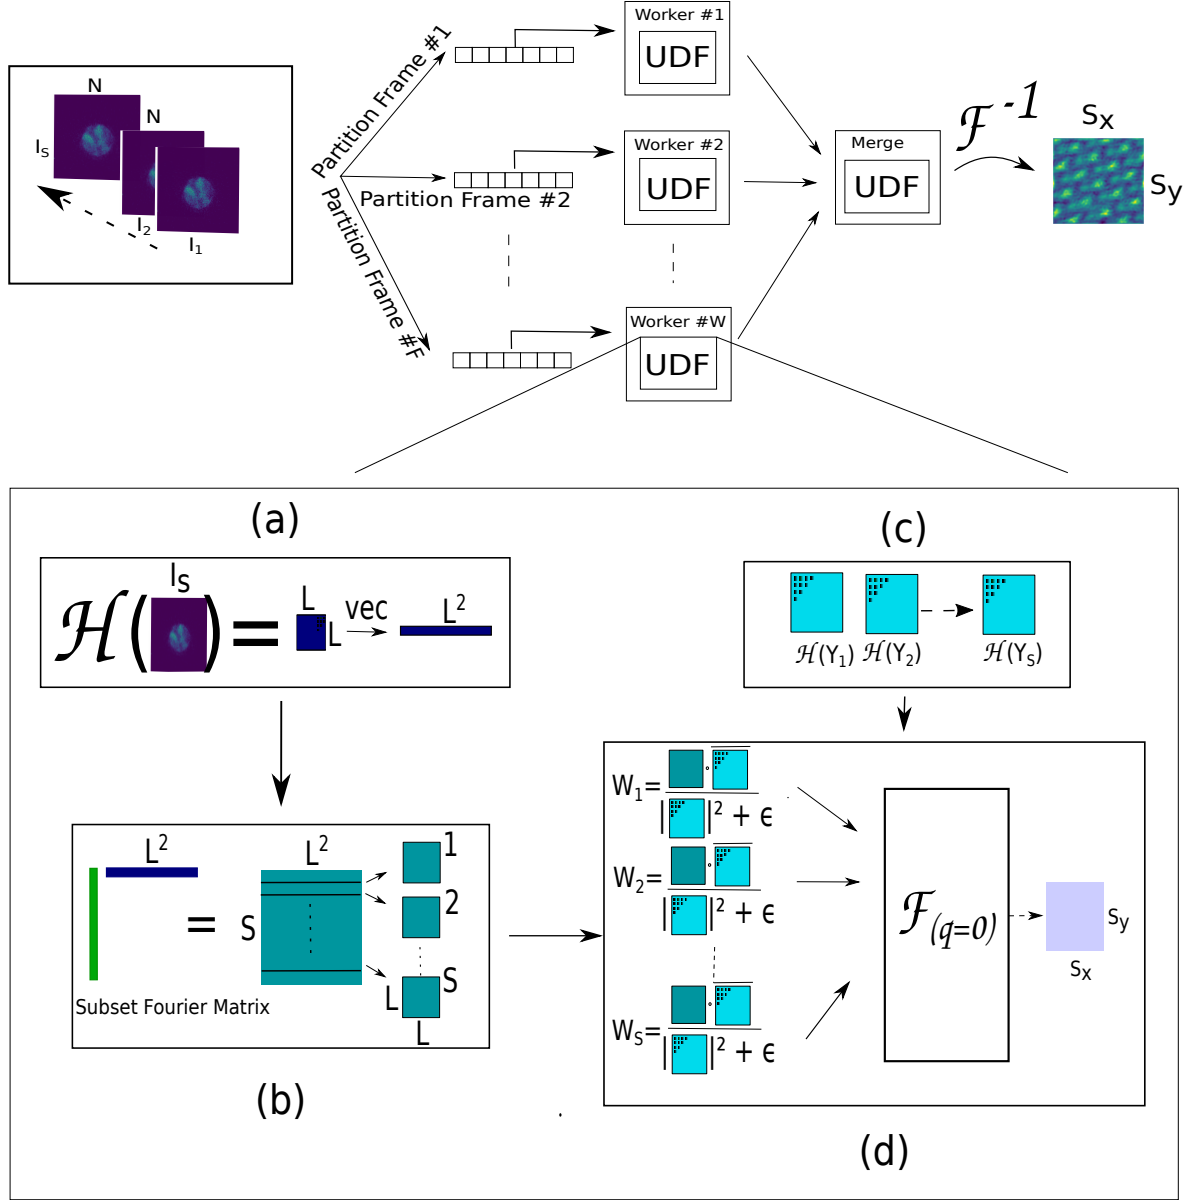 N
N
I_S
I_2
I_1
Partition Frame #1
Partition Frame #2
Partition Frame #F
Worker #1
UDF
Worker #2
UDF
Worker #W
UDF
Merge
UDF
ℱ^-1
S_x
S_y
(a)
I_S
ℋ( ) = L L vec L^2
(b)
L^2
= S L^2
1
2
S
L
L
Subset Fourier Matrix
(c)
ℋ(Y_1) ℋ(Y_2) ℋ(Y_S)
(d)
W_1= ∘ | |^2 + ϵ
W_2= ∘ | |^2 + ϵ
W_S= ∘ | |^2 + ϵ
ℱ_(q=0)
S_y
S_x